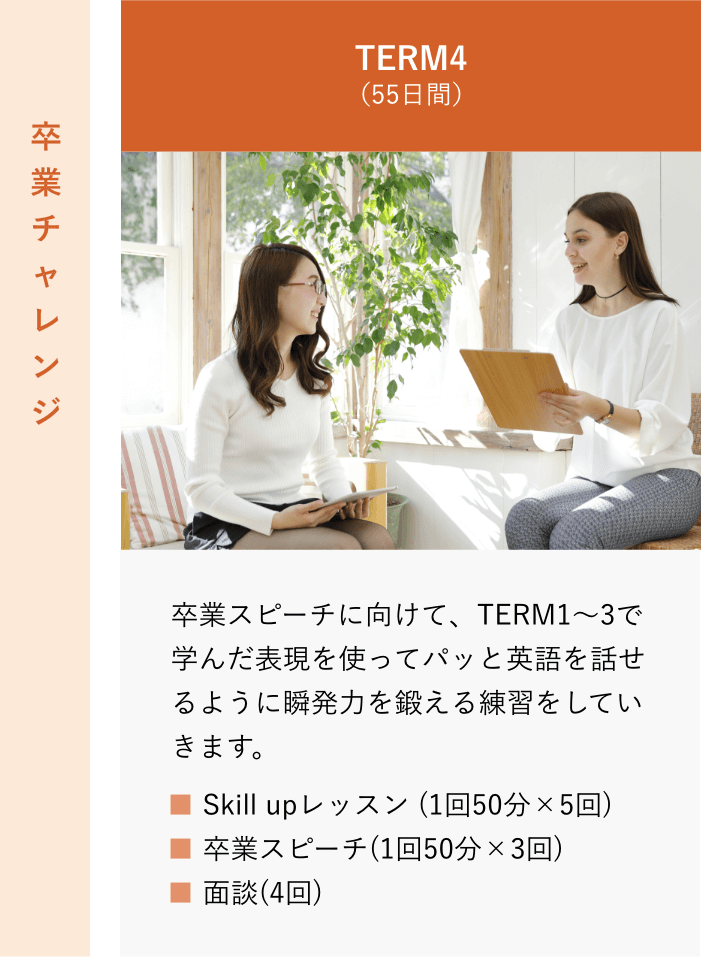 卒業チャレンジ
TERM4
（55日間）
卒業スピーチに向けて、TERM1〜3で
学んだ表現を使ってパッと英語を話せ
るように瞬発力を鍛える練習をしてい
きます。
■ Skill upレッスン (1回50分×5回)
■ 卒業スピーチ(1回50分×3回)
■ 面談(4回)